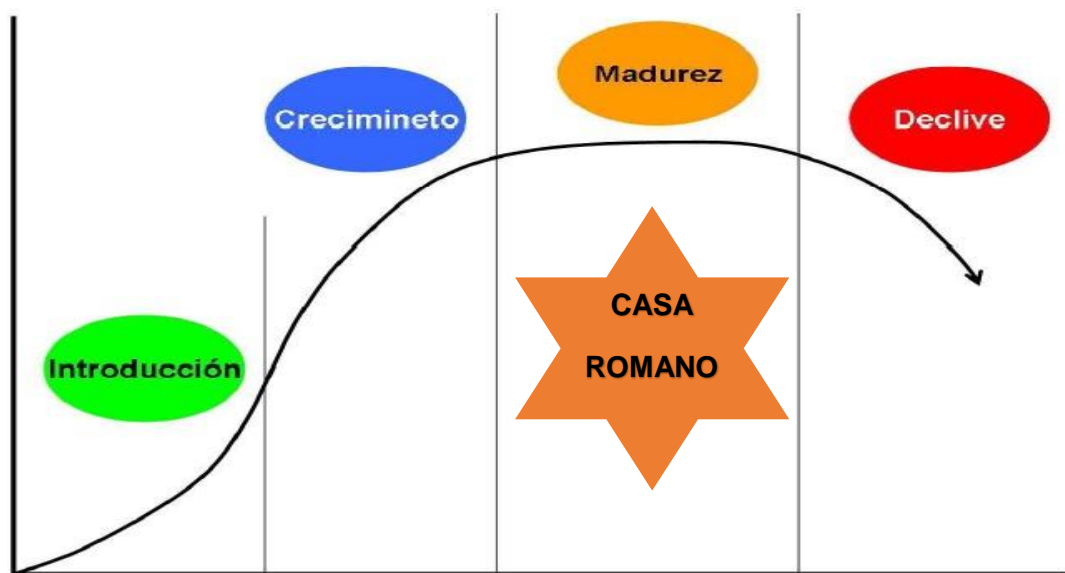 Madurez
Crecimineto
Declive
CASA
ROMANO
Introducción